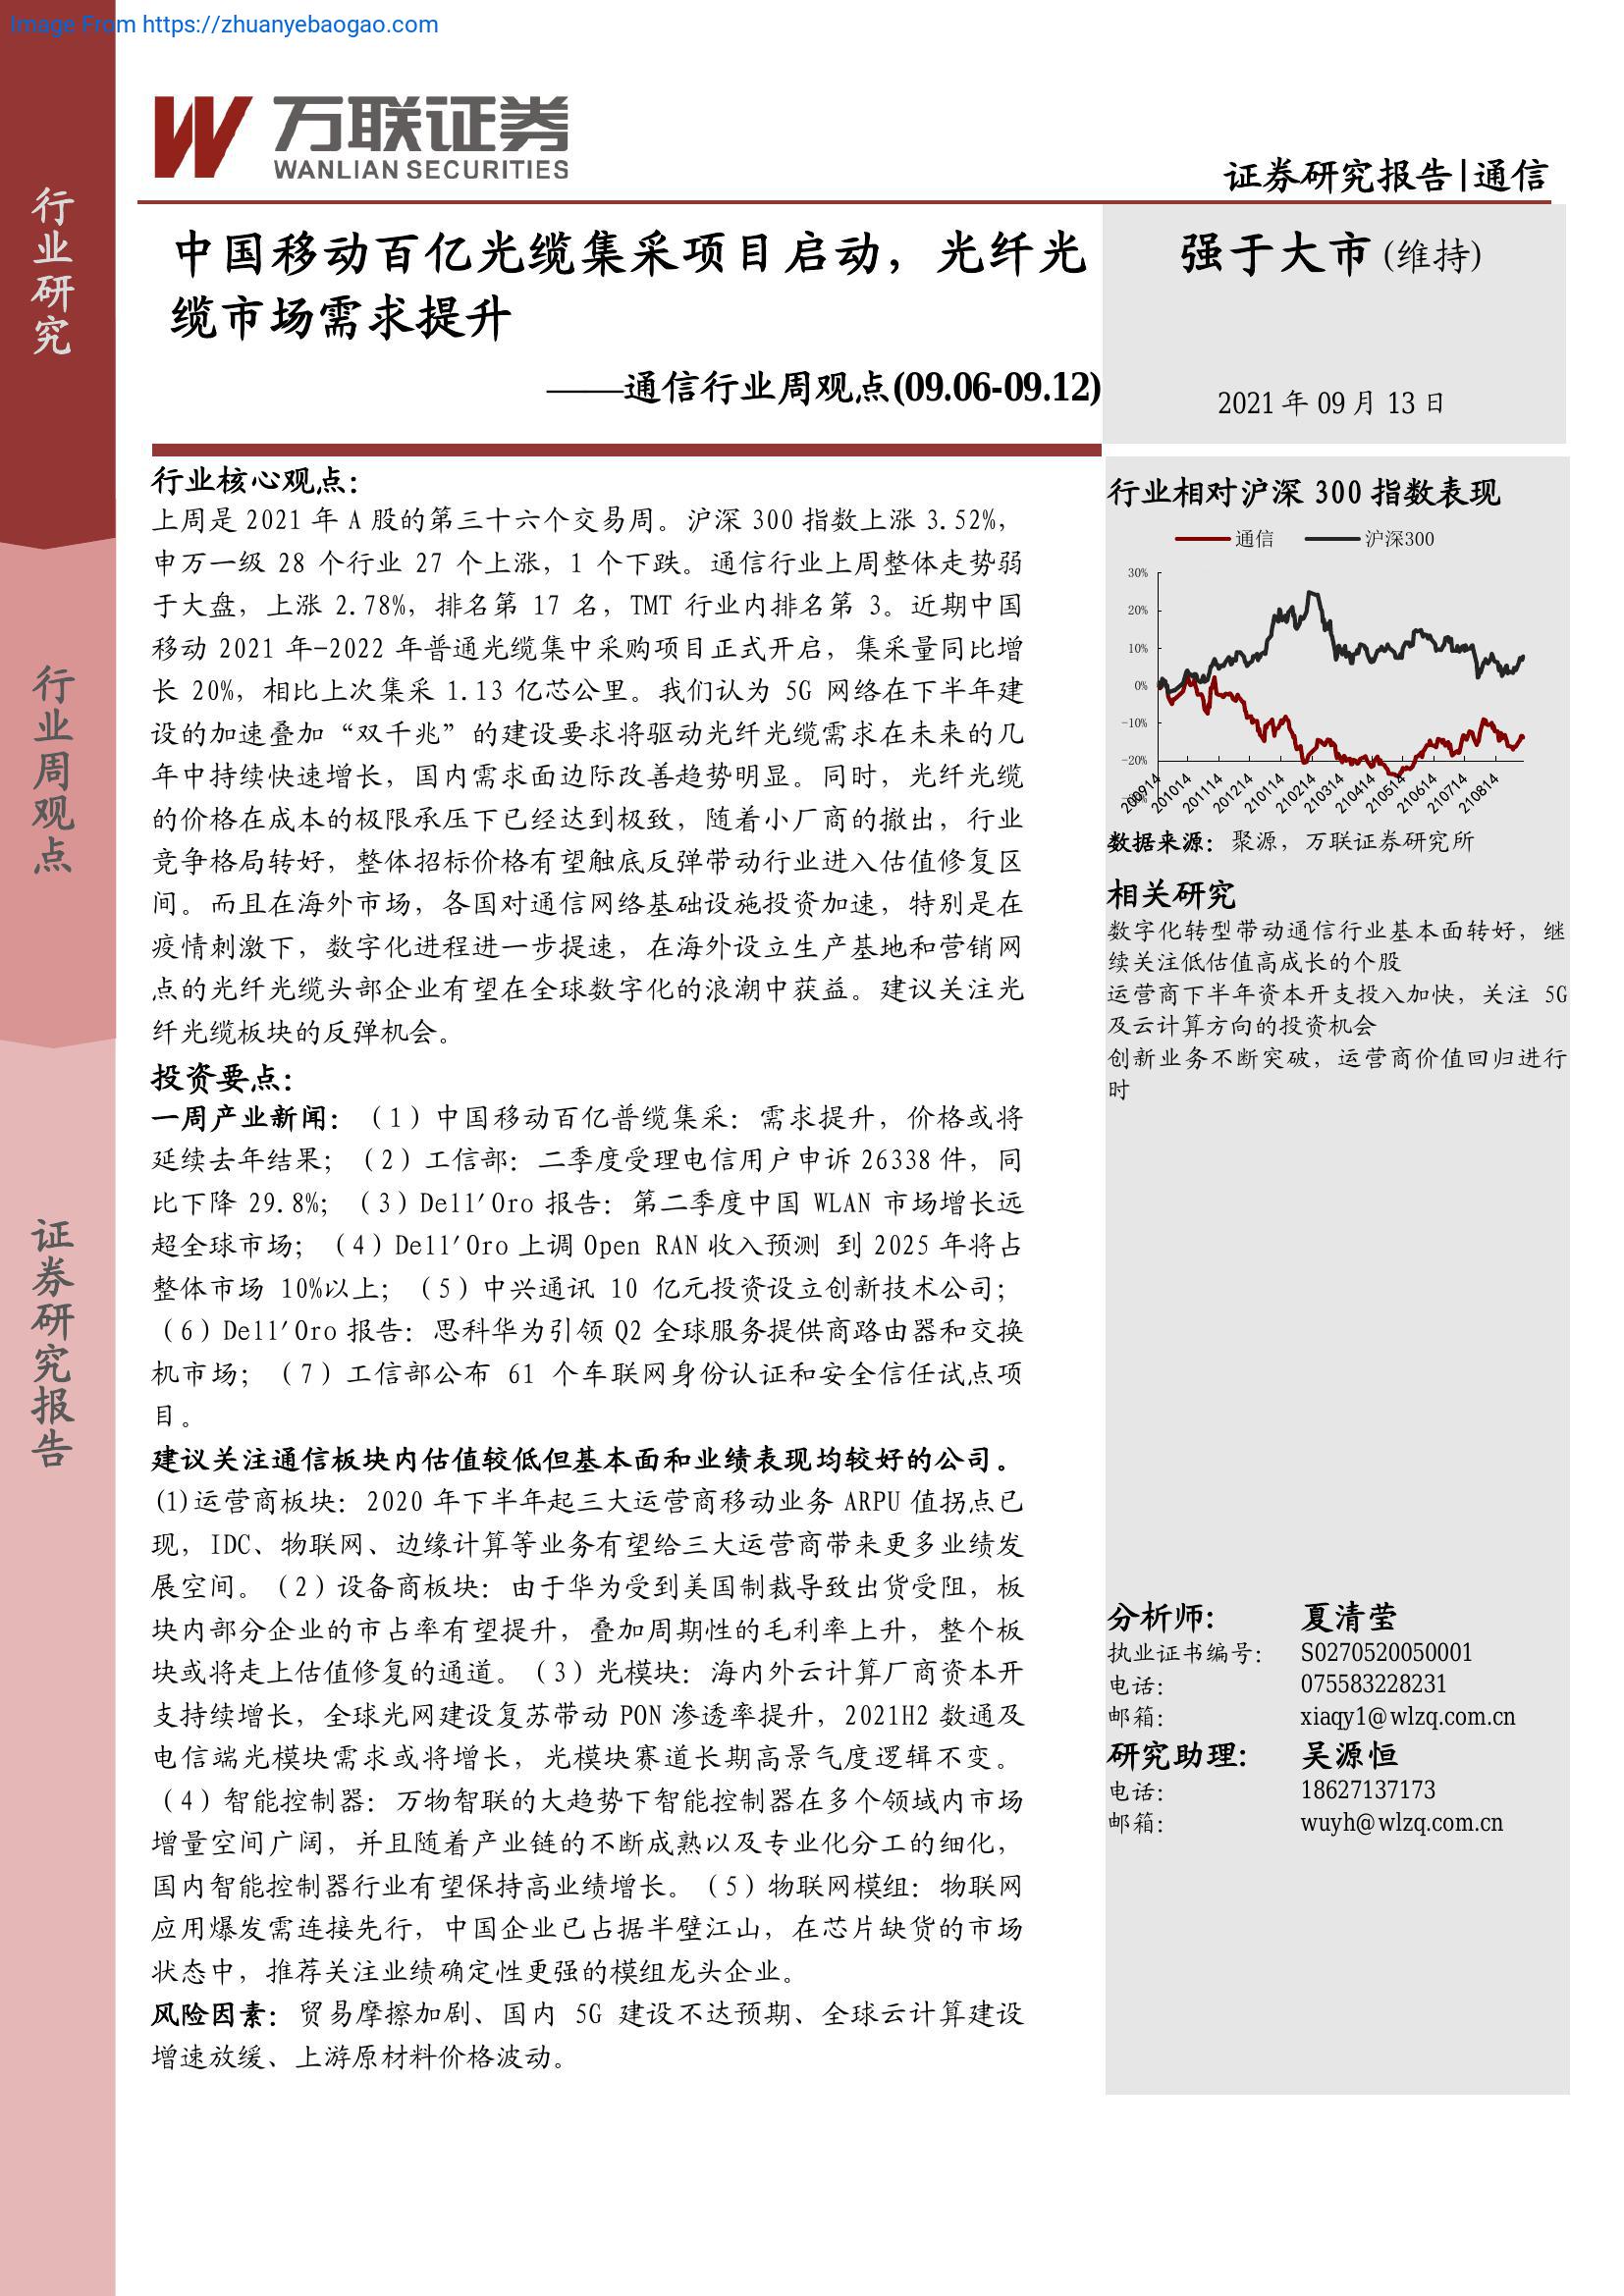 Image From https://zhuanyebaogao.com
万联证券
WANLIAN SECURITIES
证券研究报告|通信
行业研究
行业周观点
证券研究报告
中国移动百亿光缆集采项目启动，光纤光
缆市场需求提升
——通信行业周观点(09.06-09.12)
强于大市(维持)
2021 年 09 月 13 日
行业核心观点：
上周是 2021 年 A 股的第三十六个交易周。沪深 300 指数上涨 3.52%，
申万一级 28 个行业 27 个上涨，1 个下跌。通信行业上周整体走势弱
于大盘，上涨 2.78%，排名第 17 名，TMT 行业内排名第 3。近期中国
移动 2021 年-2022 年普通光缆集中采购项目正式开启，集采量同比增
长 20%，相比上次集采 1.13 亿芯公里。我们认为 5G 网络在下半年建
设的加速叠加“双千兆”的建设要求将驱动光纤光缆需求在未来的几
年中持续快速增长，国内需求面边际改善趋势明显。同时，光纤光缆
的价格在成本的极限承压下已经达到极致，随着小厂商的撤出，行业
竞争格局转好，整体招标价格有望触底反弹带动行业进入估值修复区
间。而且在海外市场，各国对通信网络基础设施投资加速，特别是在
疫情刺激下，数字化进程进一步提速，在海外设立生产基地和营销网
点的光纤光缆头部企业有望在全球数字化的浪潮中获益。建议关注光
纤光缆板块的反弹机会。
投资要点：
一周产业新闻：（1）中国移动百亿普缆集采：需求提升，价格或将
延续去年结果；（2）工信部：二季度受理电信用户申诉 26338 件，同
比下降 29.8%；（3）Dell'Oro 报告：第二季度中国 WLAN 市场增长远
超全球市场；（4）Dell'Oro 上调 Open RAN 收入预测 到 2025 年将占
整体市场 10%以上；（5）中兴通讯 10 亿元投资设立创新技术公司；
（6）Dell'Oro 报告：思科华为引领 Q2 全球服务提供商路由器和交换
机市场；（7）工信部公布 61 个车联网身份认证和安全信任试点项
目。
建议关注通信板块内估值较低但基本面和业绩表现均较好的公司。
(1)运营商板块：2020 年下半年起三大运营商移动业务 ARPU 值拐点已
现，IDC、物联网、边缘计算等业务有望给三大运营商带来更多业绩发
展空间。（2）设备商板块：由于华为受到美国制裁导致出货受阻，板
块内部分企业的市占率有望提升，叠加周期性的毛利率上升，整个板
块或将走上估值修复的通道。（3）光模块：海内外云计算厂商资本开
支持续增长，全球光网建设复苏带动 PON 渗透率提升，2021H2 数通及
电信端光模块需求或将增长，光模块赛道长期高景气度逻辑不变。
（4）智能控制器：万物智联的大趋势下智能控制器在多个领域内市场
增量空间广阔，并且随着产业链的不断成熟以及专业化分工的细化，
国内智能控制器行业有望保持高业绩增长。（5）物联网模组：物联网
应用爆发需连接先行，中国企业已占据半壁江山，在芯片缺货的市场
状态中，推荐关注业绩确定性更强的模组龙头企业。
风险因素：贸易摩擦加剧、国内 5G 建设不达预期、全球云计算建设
增速放缓、上游原材料价格波动。
行业相对沪深 300 指数表现
通信 沪深300
30%
20%
10%
0%
-10%
-20%
200914 201014 201114 201214 210114 210214 210314 210414 210514 210614 210714 210814
数据来源：聚源，万联证券研究所
相关研究
数字化转型带动通信行业基本面转好，继
续关注低估值高成长的个股
运营商下半年资本开支投入加快，关注 5G
及云计算方向的投资机会
创新业务不断突破，运营商价值回归进行
时
分析师: 夏清莹
执业证书编号： S0270520050001
电话： 075583228231
邮箱： xiaqy1@wlzq.com.cn
研究助理: 吴源恒
电话： 18627137173
邮箱： wuyh@wlzq.com.cn